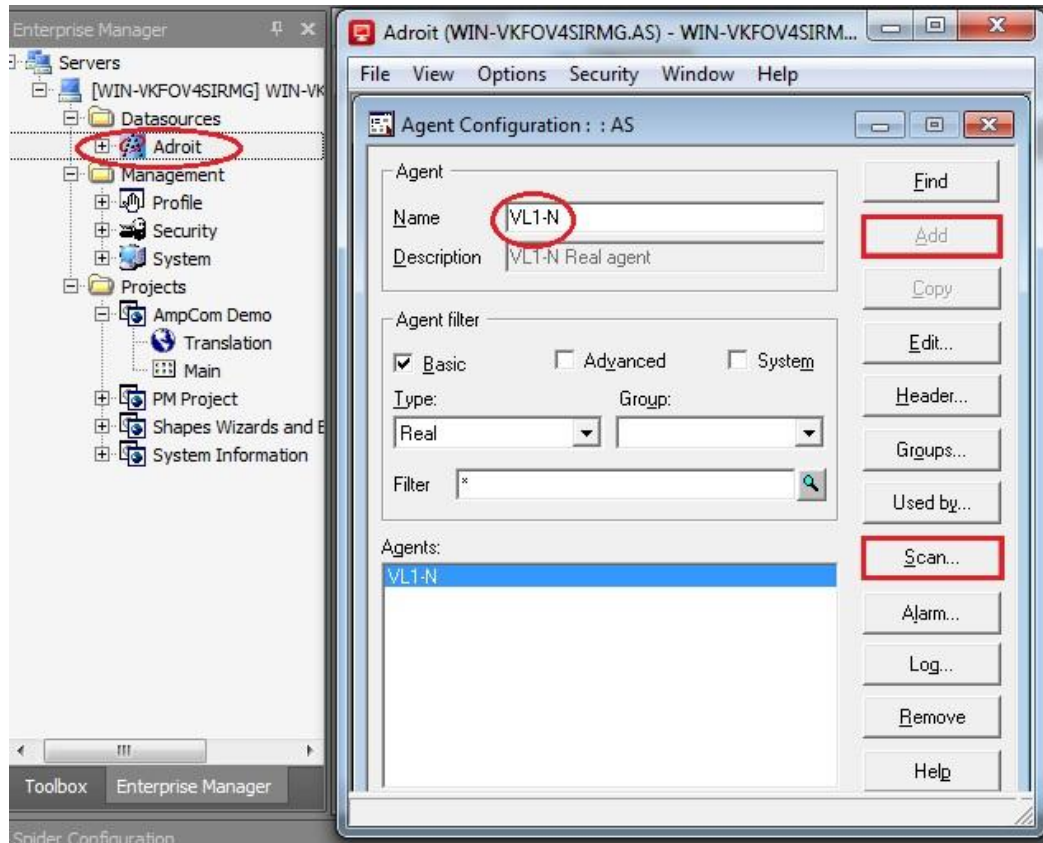 Enterprise Manager
Servers
[WIN-VKFOV4SIRMG] WIN-VK
Datasources
Adroit
Management
Profile
Security
System
Projects
AmpCom Demo
Translation
Main
PM Project
Shapes Wizards and E
System Information
Toolbox
Enterprise Manager
Spider Configuration
Adroit (WIN-VKFOV4SIRMG.AS) - WIN-VKFOV4SIRM...
File View Options Security Window Help
Agent Configuration : : AS
Agent
Name VL1-N
Description VL1-N Real agent
Agent filter
Basic Advanced System
Type: Group:
Real
Filter *
Agents:
VL1-N
Find
Add
Copy
Edit...
Header...
Groups...
Used by...
Scan...
Alarm...
Log...
Remove
Help